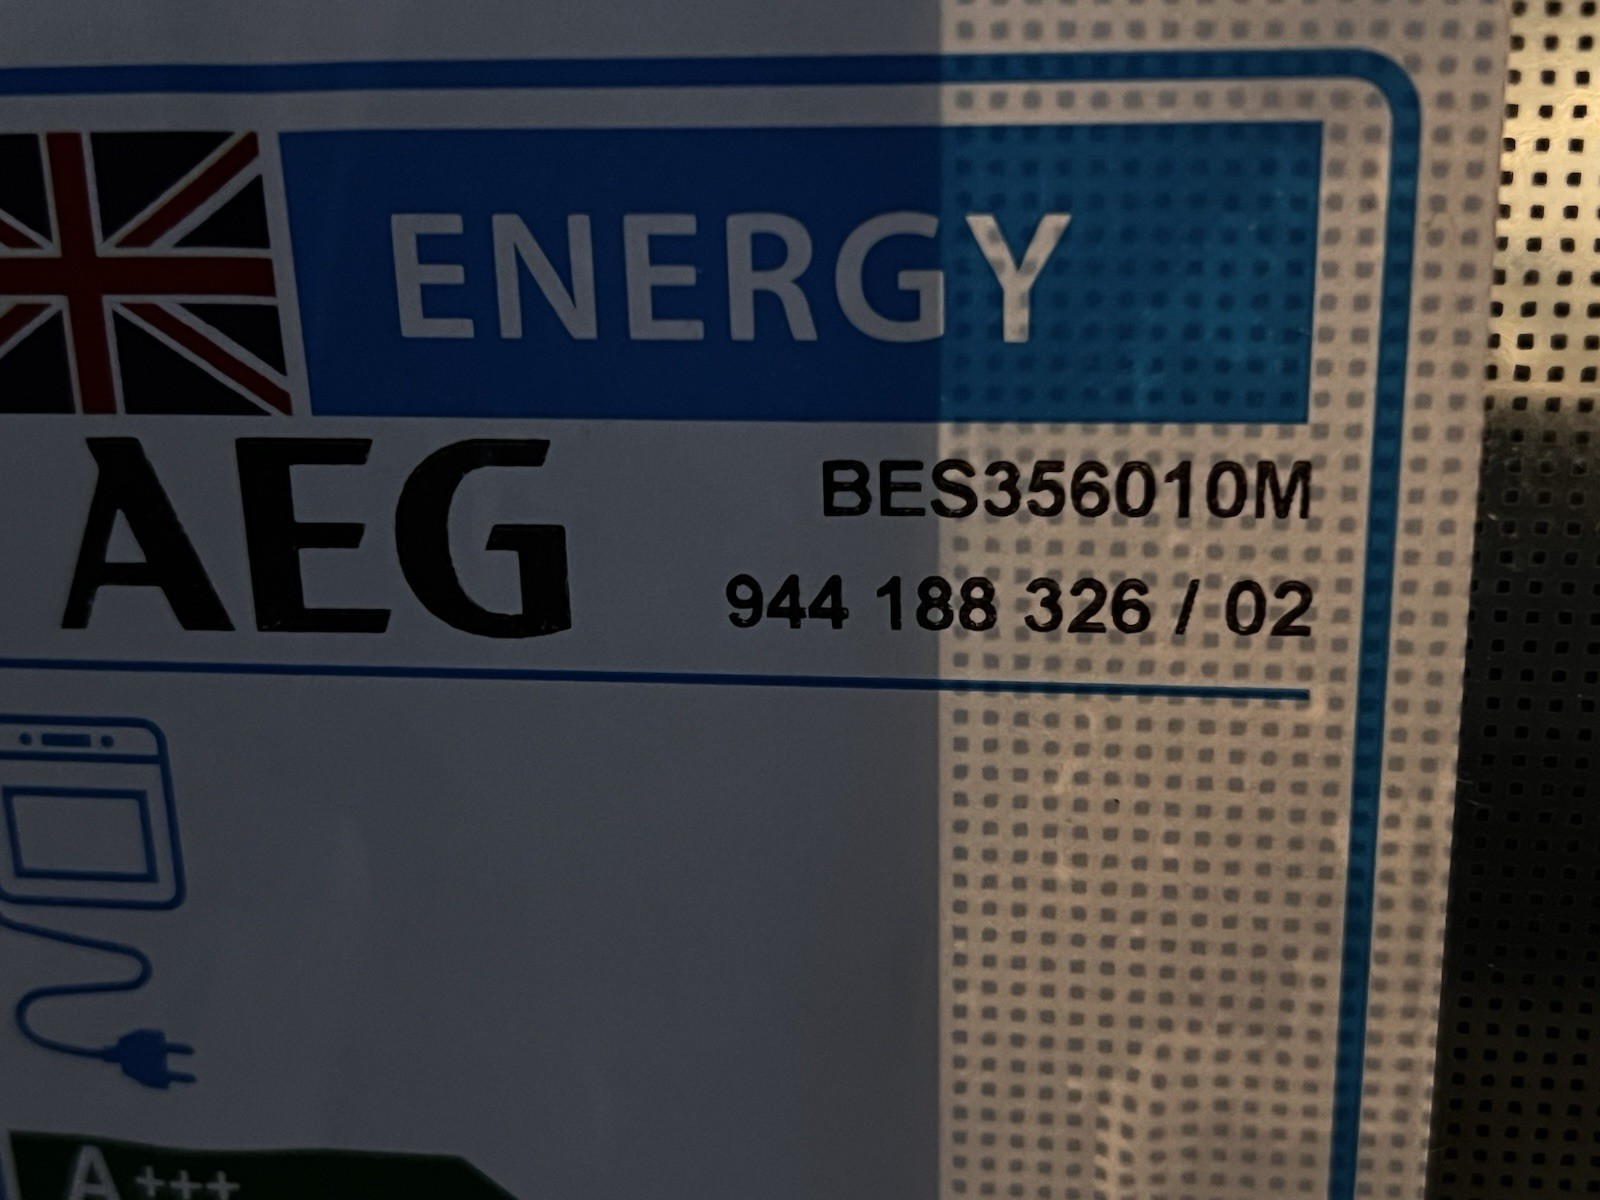 ENERGY
AEG
BES356010M
944 188 326 / 02
A+++